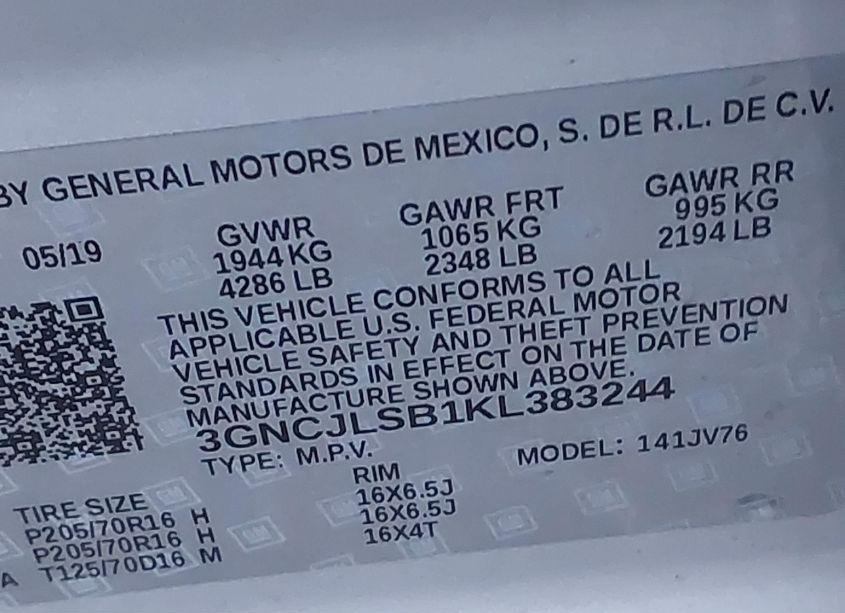 BY GENERAL MOTORS DE MEXICO, S. DE R.L. DE C.V.
05/19 GVWR GAWR FRT GAWR RR
1944 KG 1065 KG 995 KG
4286 LB 2348 LB 2194 LB
THIS VEHICLE CONFORMS TO ALL
APPLICABLE U.S. FEDERAL MOTOR
VEHICLE SAFETY AND THEFT PREVENTION
STANDARDS IN EFFECT ON THE DATE OF
MANUFACTURE SHOWN ABOVE.
3GNCJLSB1KL383244
TYPE: M.P.V. MODEL: 141JV76
TIRE SIZE RIM
P205/70R16 H 16X6.5J
P205/70R16 H 16X6.5J
A T125/70D16 M 16X4T